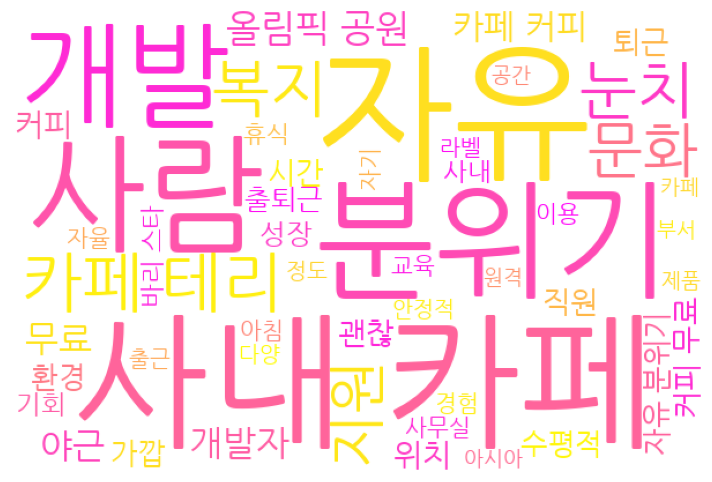 개발
올림픽 공원
카페 커피
퇴근
복지
자유
공간
눈치
커피
휴식
문화
사람
시간
자기
라벨
사내
카페
출퇴근
분위기
이용
자율
바리 스타
성장
부서
카페 테리
정도
교육
원격
제품
무료
사내 카페
지원
안정적
직원
커피 무료
아침
괜찮
자유 분위기
출근
다양
환경
기회
경험
야근
가깝
개발자
위치
사무실
수평적
아시아